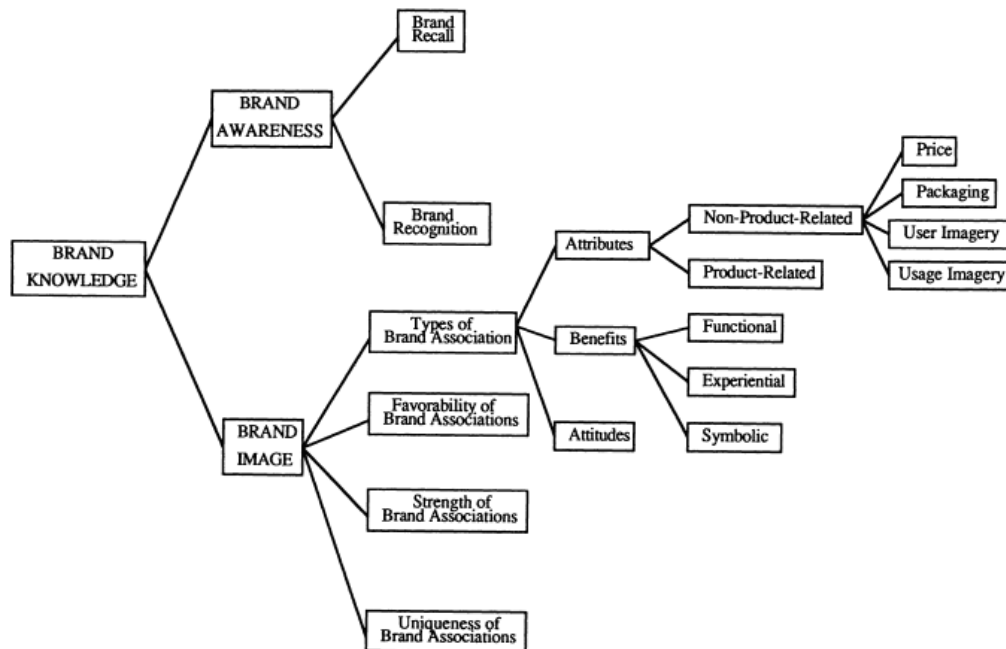 Brand
Recall
BRAND
AWARENESS
Brand
Recognition
BRAND
KNOWLEDGE
BRAND
IMAGE
Types of
Brand Association
Favorability of
Brand Associations
Strength of
Brand Associations
Uniqueness of
Brand Associations
Attributes
Benefits
Attitudes
Non-Product-Related
Product-Related
Functional
Experiential
Symbolic
Price
Packaging
User Imagery
Usage Imagery